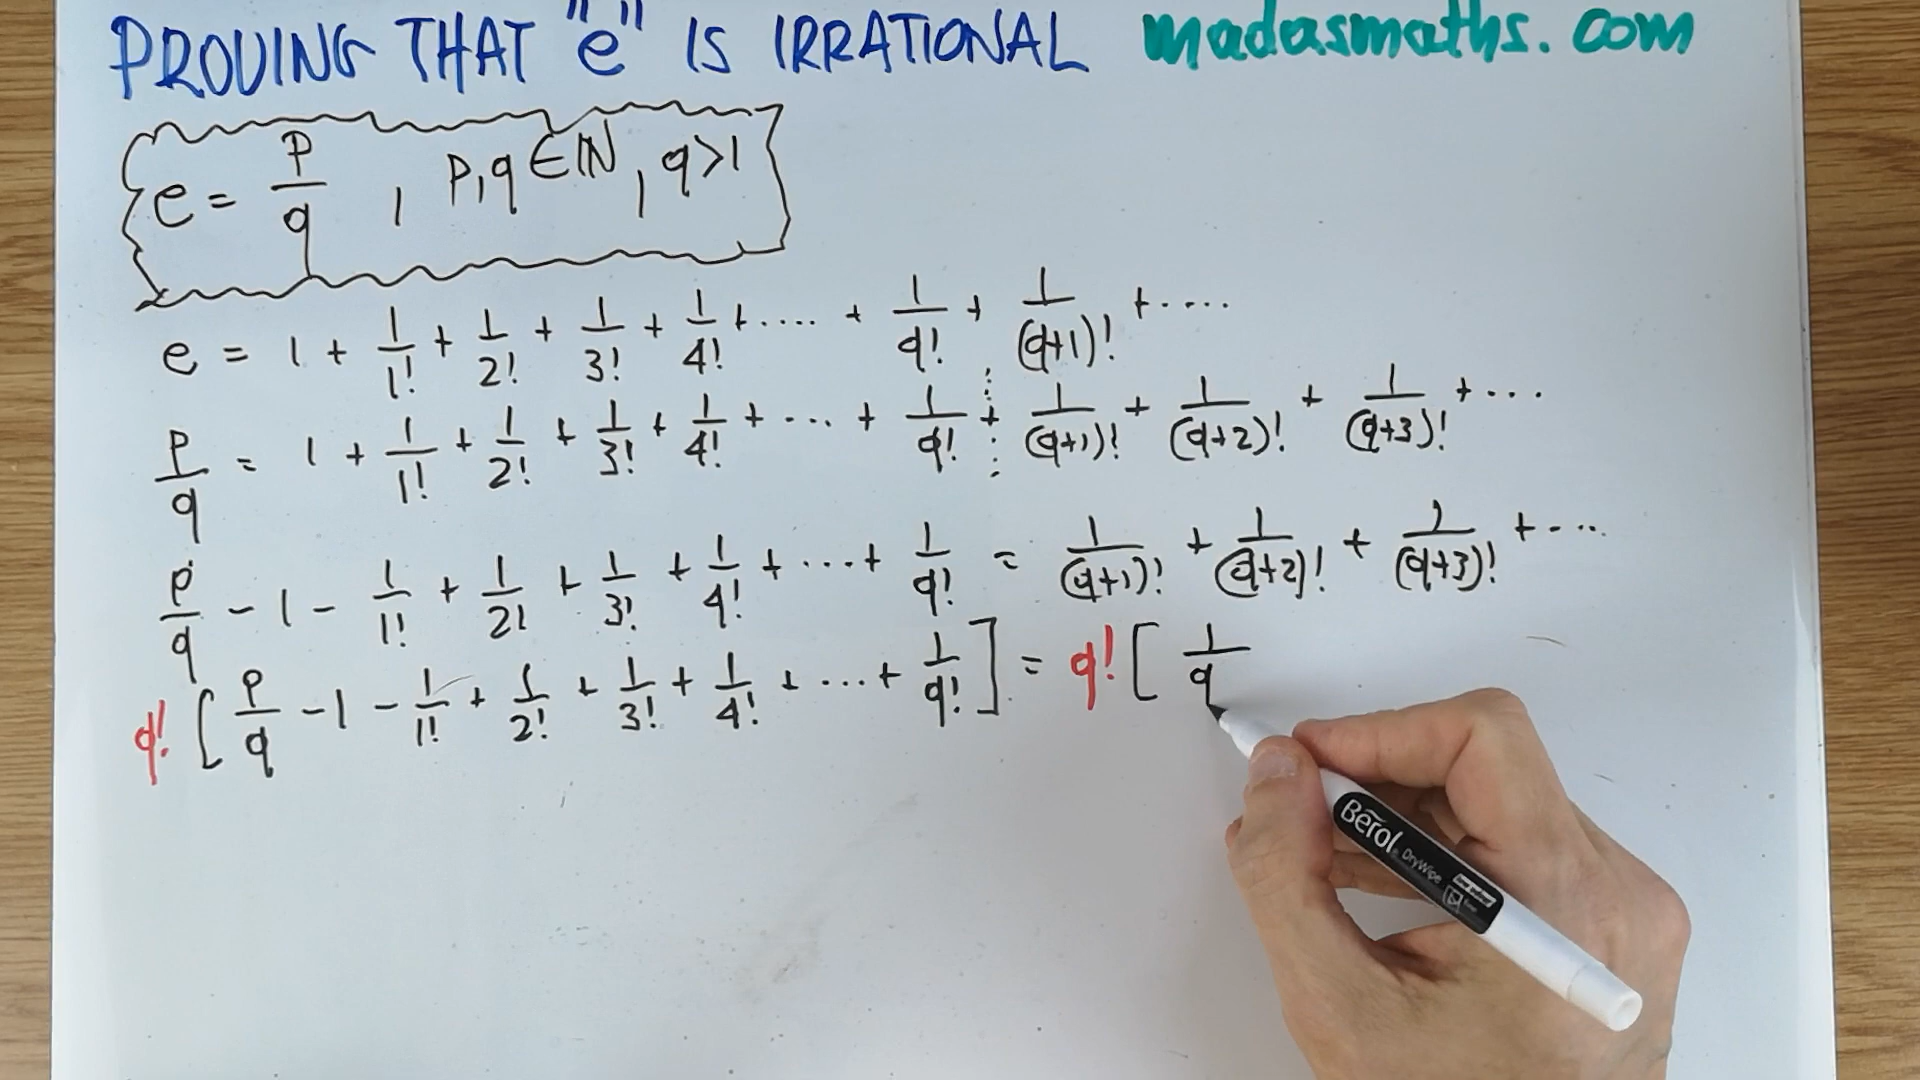 PROVING THAT "e" IS IRRATIONAL madasmaths.com
e = p/q , p,q ∈ ℕ, q>1
e = 1 + 1/1! + 1/2! + 1/3! + 1/4! + .... + 1/q! + 1/(q+1)! + ....
p/q = 1 + 1/1! + 1/2! + 1/3! + 1/4! + ... + 1/q! + 1/(q+1)! + 1/(q+2)! + 1/(q+3)! + ...
p/q - 1 - 1/1! + 1/2! + 1/3! + 1/4! + ... + 1/q! = 1/(q+1)! + 1/(q+2)! + 1/(q+3)! + ...
q! [ p/q - 1 - 1/1! + 1/2! + 1/3! + 1/4! + ... + 1/q! ] = q! [ 1/q
Berol
DryWipe